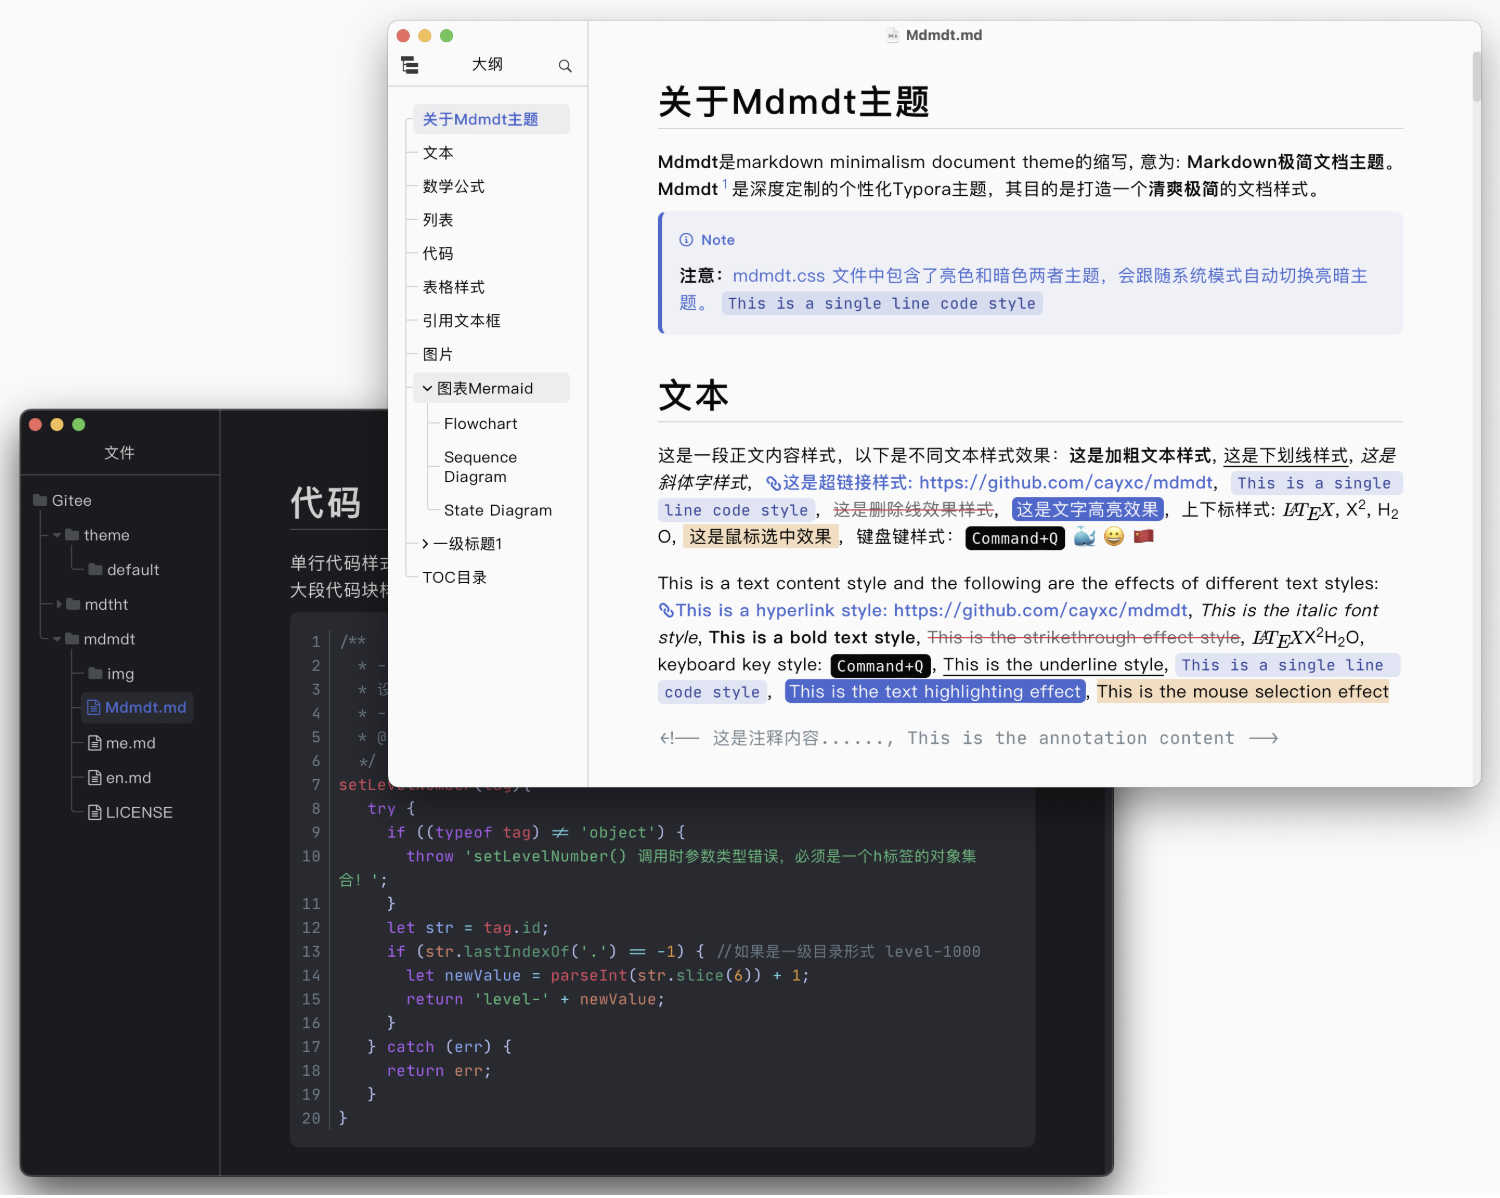 Mdmdt.md
大纲
关于Mdmdt主题
文本
数学公式
列表
代码
表格样式
引用文本框
图片
图表Mermaid
Flowchart
Sequence
Diagram
State Diagram
一级标题1
TOC目录
关于Mdmdt主题
Mdmdt是markdown minimalism document theme的缩写, 意为: Markdown极简文档主题。
Mdmdt 1 是深度定制的个性化Typora主题，其目的是打造一个清爽极简的文档样式。
Note
注意：mdmdt.css 文件中包含了亮色和暗色两者主题，会跟随系统模式自动切换亮暗主
题。 This is a single line code style
文本
这是一段正文内容样式，以下是不同文本样式效果：这是加粗文本样式, 这是下划线样式, 这是
斜体字样式，这是超链接样式: https://github.com/cayxc/mdmdt, This is a single
line code style ，这是删除线效果样式，这是文字高亮效果，上下标样式: LATEX, X², H₂
O, 这是鼠标选中效果，键盘键样式：Command+Q 🐳 😀 🇨🇳
This is a text content style and the following are the effects of different text styles:
This is a hyperlink style: https://github.com/cayxc/mdmdt, This is the italic font
style, This is a bold text style, This is the strikethrough effect style, LATEXX²H₂O,
keyboard key style: Command+Q, This is the underline style, This is a single line
code style, This is the text highlighting effect, This is the mouse selection effect
<!-- 这是注释内容......, This is the annotation content -->
文件
Gitee
theme
default
mdtht
mdmdt
img
Mdmdt.md
me.md
en.md
LICENSE
代码
单行代码样式
大段代码块样
1 /**
2 * -
3 * 设
4 * -
5 * @
6 */
7 setLevelNumber(tag){
8 try {
9 if ((typeof tag) != 'object') {
10 throw 'setLevelNumber() 调用时参数类型错误，必须是一个h标签的对象集
合！';
11 }
12 let str = tag.id;
13 if (str.lastIndexOf('.') == -1) { //如果是一级目录形式 level-1000
14 let newValue = parseInt(str.slice(6)) + 1;
15 return 'level-' + newValue;
16 }
17 } catch (err) {
18 return err;
19 }
20 }